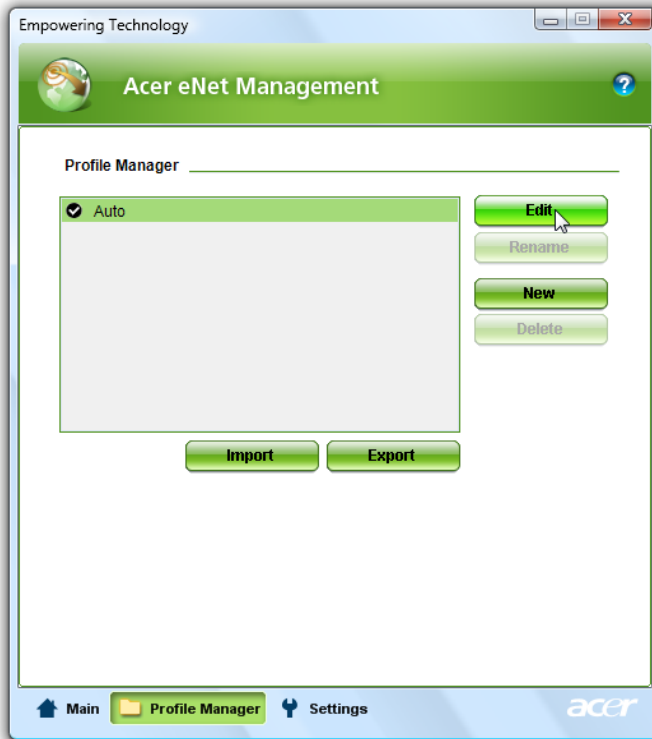 Empowering Technology
Acer eNet Management
?
Profile Manager
Auto
Edit
Rename
New
Delete
Import Export
Main Profile Manager Settings acer